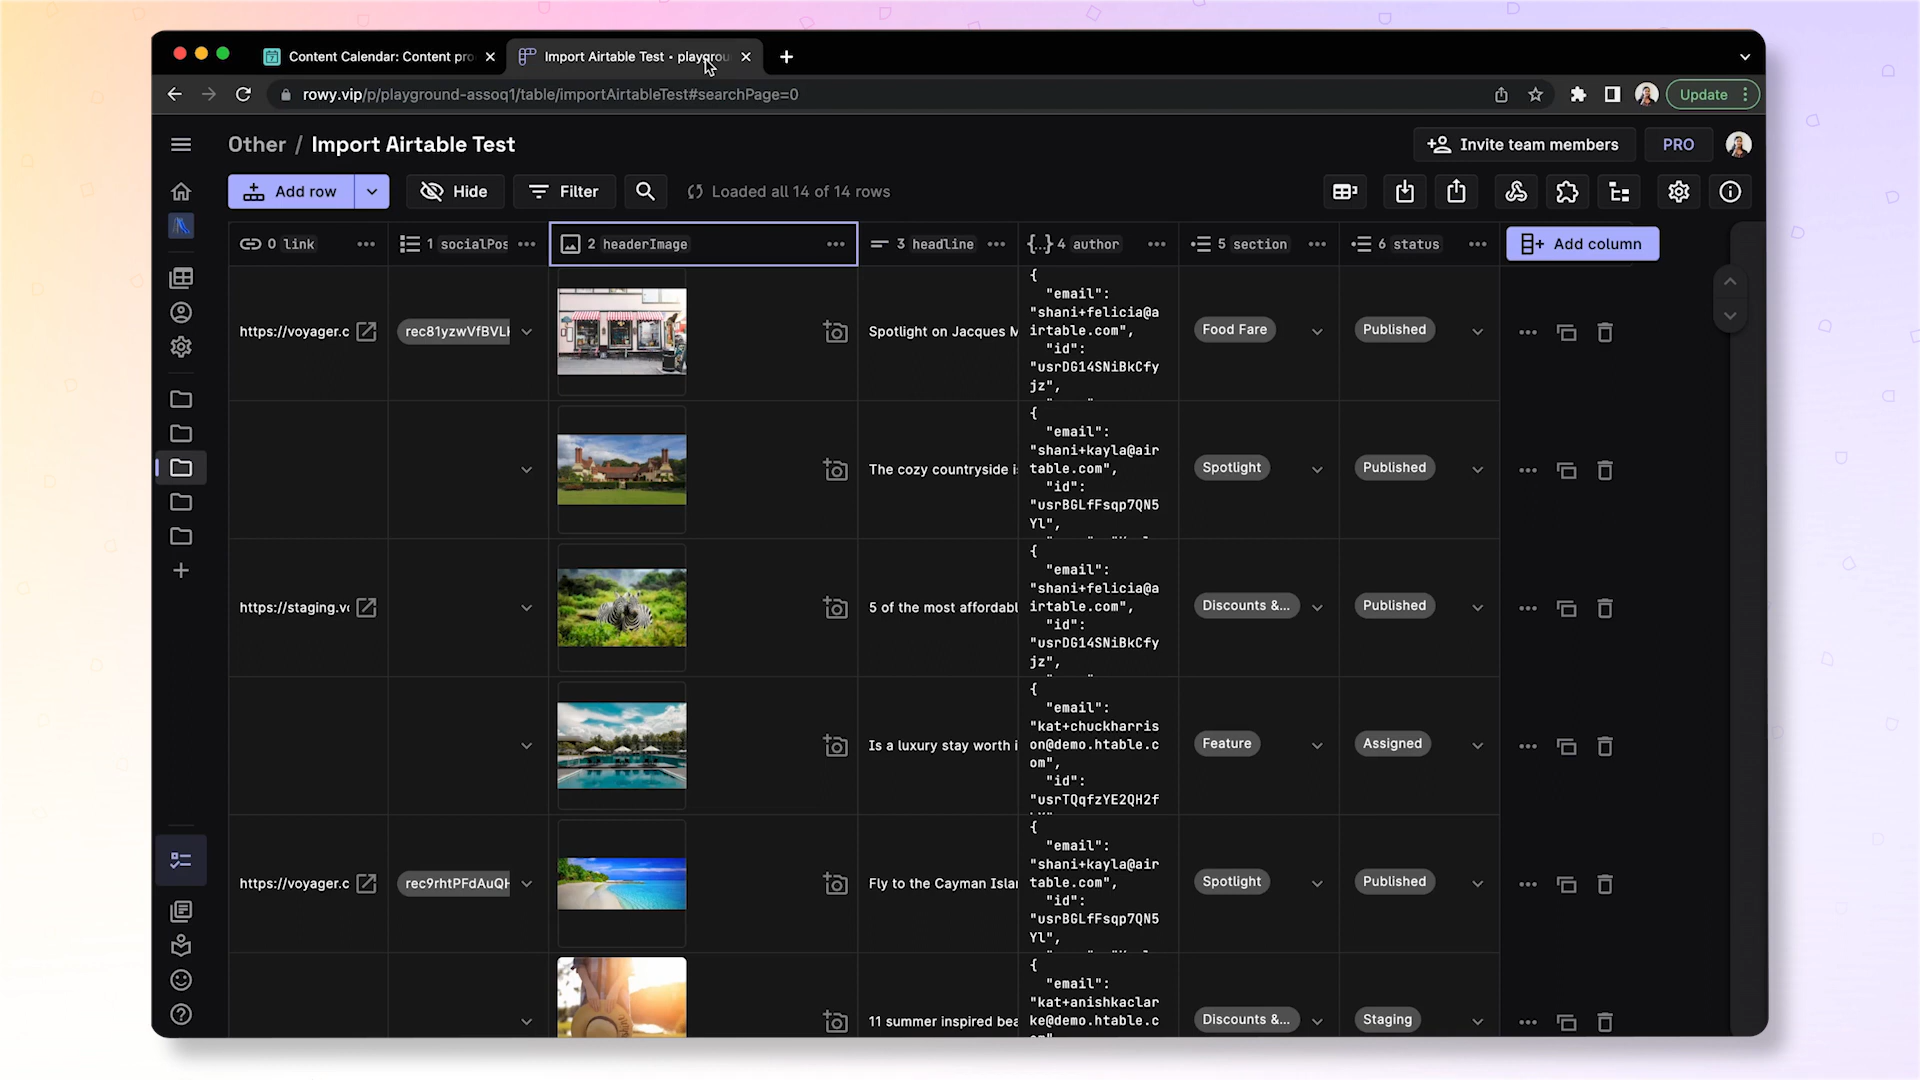 Content Calendar: Content pro
Import Airtable Test • playgrou
rowy.vip/p/playground-assoq1/table/importAirtableTest#searchPage=0
Update
Other / Import Airtable Test
Invite team members
PRO
Add row
Hide
Filter
Loaded all 14 of 14 rows
0 link
1 socialPos
2 headerImage
3 headline
4 author
5 section
6 status
Add column
https://voyager.c
rec81yzwVfBVLI
Spotlight on Jacques M
{
"email":
"shani+felicia@a
irtable.com",
"id":
"usrDG14SNiBkCfy
jz",
Food Fare
Published
The cozy countryside i
{
"email":
"shani+kayla@air
table.com",
"id":
"usrBGLfFsqp7QN5
Yl",
Spotlight
Published
https://staging.v
5 of the most affordabl
{
"email":
"shani+felicia@a
irtable.com",
"id":
"usrDG14SNiBkCfy
jz",
Discounts &...
Published
Is a luxury stay worth i
{
"email":
"kat+chuckharris
on@demo.htable.c
om",
"id":
"usrTQqfzYE2QH2f
Feature
Assigned
https://voyager.c
rec9rhtPFdAuQH
Fly to the Cayman Islan
{
"email":
"shani+kayla@air
table.com",
"id":
"usrBGLfFsqp7QN5
Yl",
Spotlight
Published
11 summer inspired bea
{
"email":
"kat+anishkaclar
ke@demo.htable.c
Discounts &...
Staging